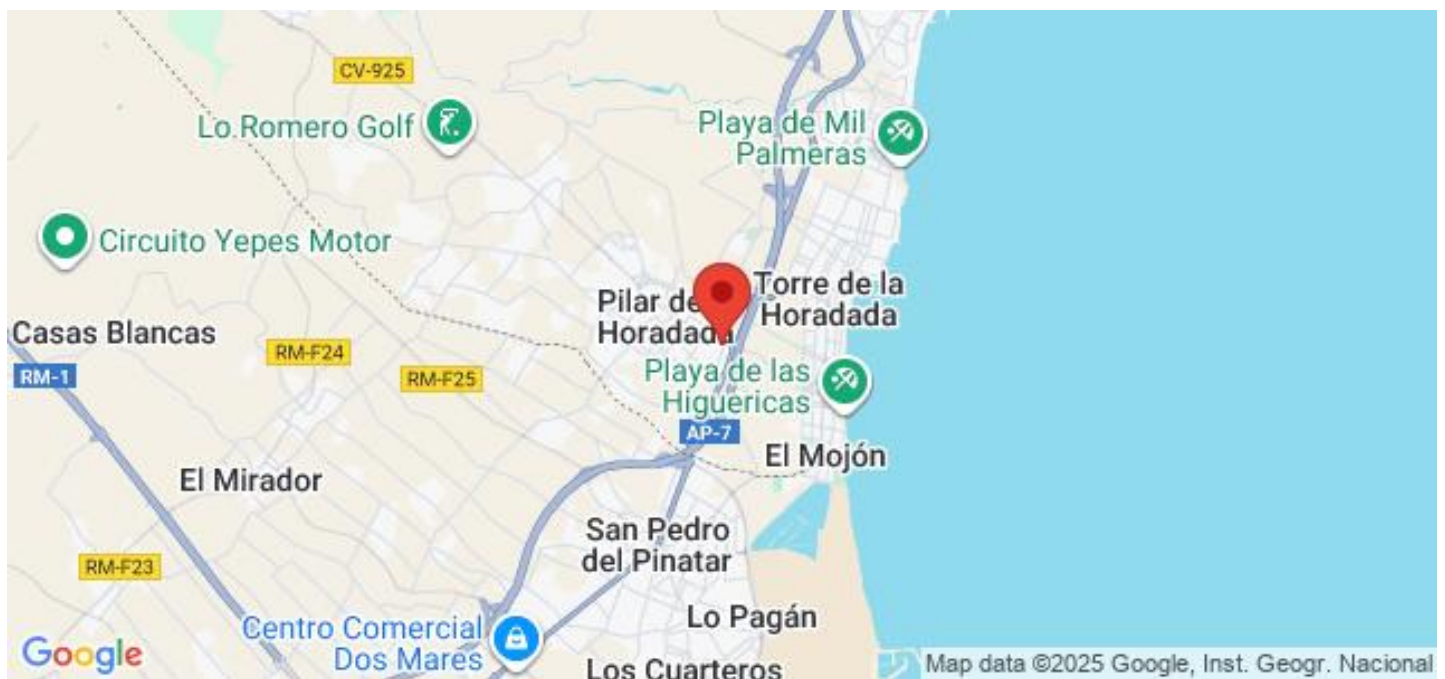 CV-925
Lo Romero Golf
Playa de Mil
Palmeras
Circuito Yepes Motor
Torre de la
Horadada
Pilar de
Horadada
Casas Blancas
RM-F24
RM-1
RM-F25
Playa de las
Higuericas
AP-7
El Mojón
El Mirador
San Pedro
del Pinatar
RM-F23
Lo Pagán
Centro Comercial
Dos Mares
Los Cuarteros
Google
Map data ©2025 Google, Inst. Geogr. Nacional